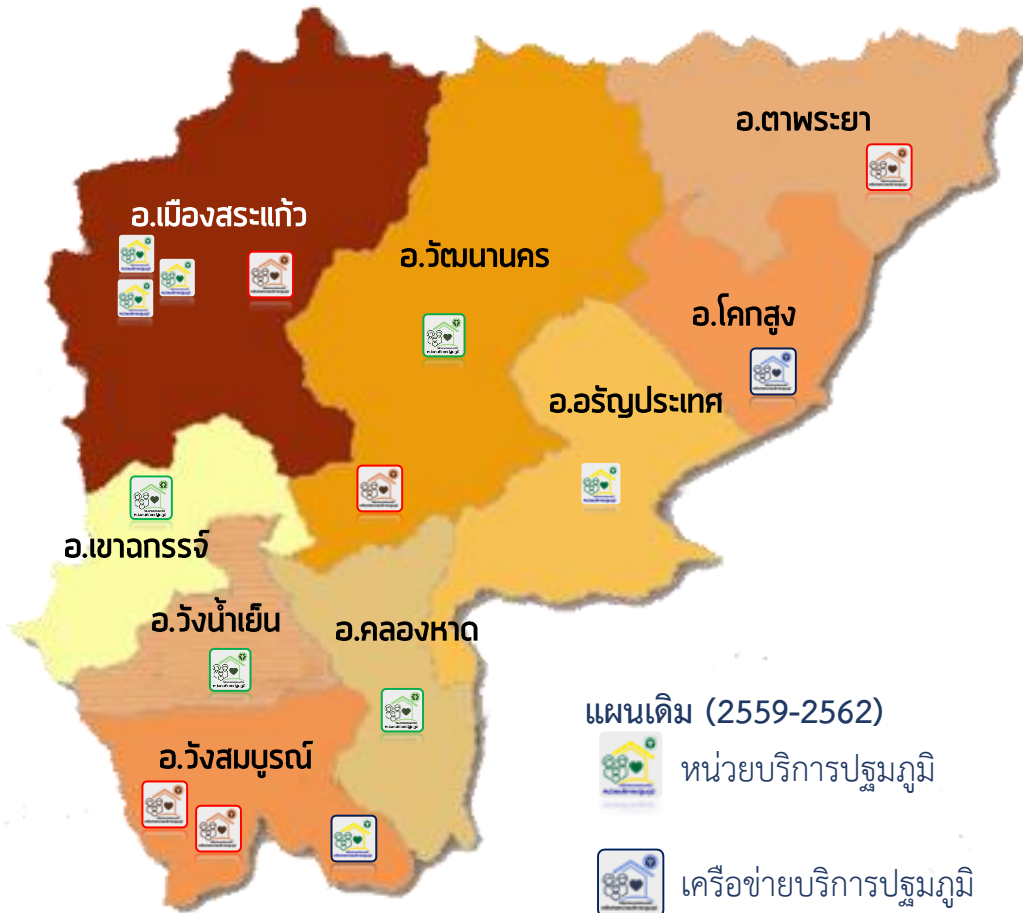 อ.ตาพระยา
อ.เมืองสระแก้ว
อ.วัฒนานคร
อ.โคกสูง
อ.อรัญประเทศ
อ.เขาฉกรรจ์
อ.วังน้ำเย็น
อ.คลองหาด
อ.วังสมบูรณ์
แผนเดิม (2559-2562)
หน่วยบริการปฐมภูมิ
เครือข่ายบริการปฐมภูมิ